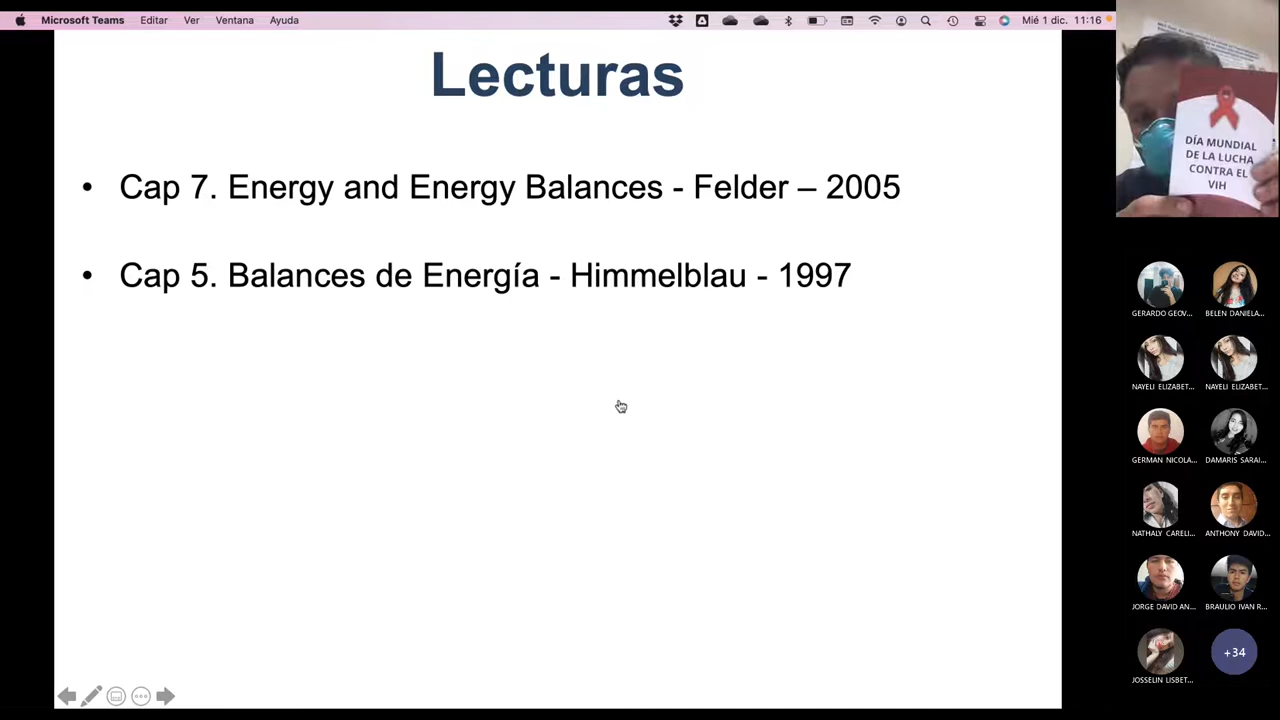 Microsoft Teams Editar Ver Ventana Ayuda Mié 1 dic. 11:16
Lecturas
• Cap 7. Energy and Energy Balances - Felder – 2005
• Cap 5. Balances de Energía - Himmelblau - 1997
DÍA MUNDIAL
DE LA LUCHA
CONTRA EL
VIH
GERARDO GEOV... BELEN DANIELA...
NAYELI ELIZABET... NAYELI ELIZABET...
GERMAN NICOLA... DAMARIS SARAI...
NATHALY CARELI... ANTHONY DAVID...
JORGE DAVID AN... BRAULIO IVAN R...
JOSSELIN LISBET... +34